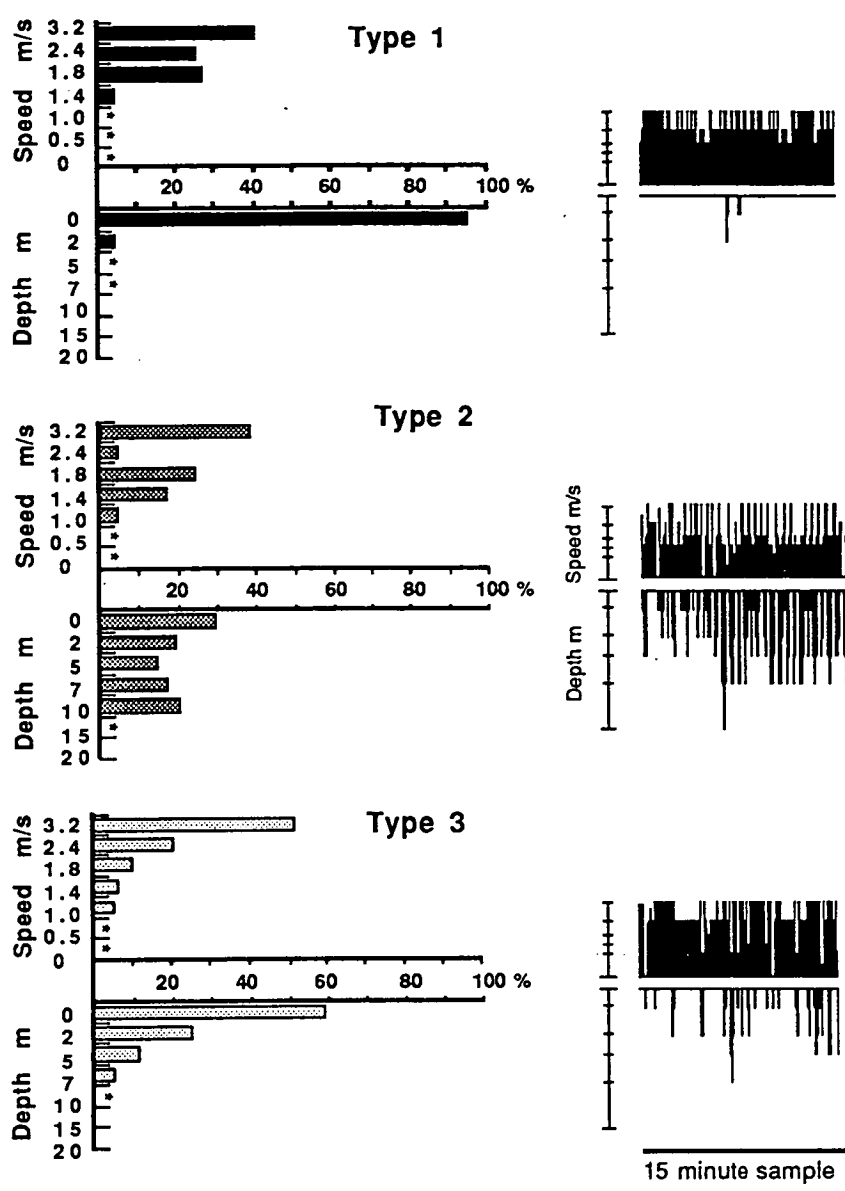 Type 1
Speed m/s
3.2
2.4
1.8
1.4
1.0 *
0.5 *
0 *
20 40 60 80 100 %
Depth m
0
2
5 *
7 *
10
15
20
Type 2
Speed m/s
3.2
2.4
1.8
1.4
1.0
0.5 *
0 *
20 40 60 80 100 %
Depth m
0
2
5
7
10
15 *
20
Speed m/s
Depth m
Type 3
Speed m/s
3.2
2.4
1.8
1.4
1.0
0.5 *
0 *
20 40 60 80 100 %
Depth m
0
2
5
7
10 *
15
20
15 minute sample